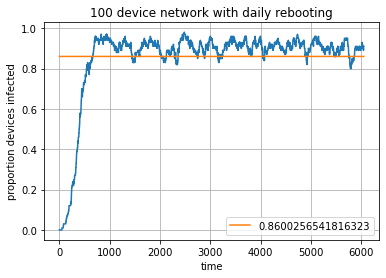 100 device network with daily rebooting
proportion devices infected
1.0
0.8
0.6
0.4
0.2
0.0
0.8600256541816323
0 1000 2000 3000 4000 5000 6000
time